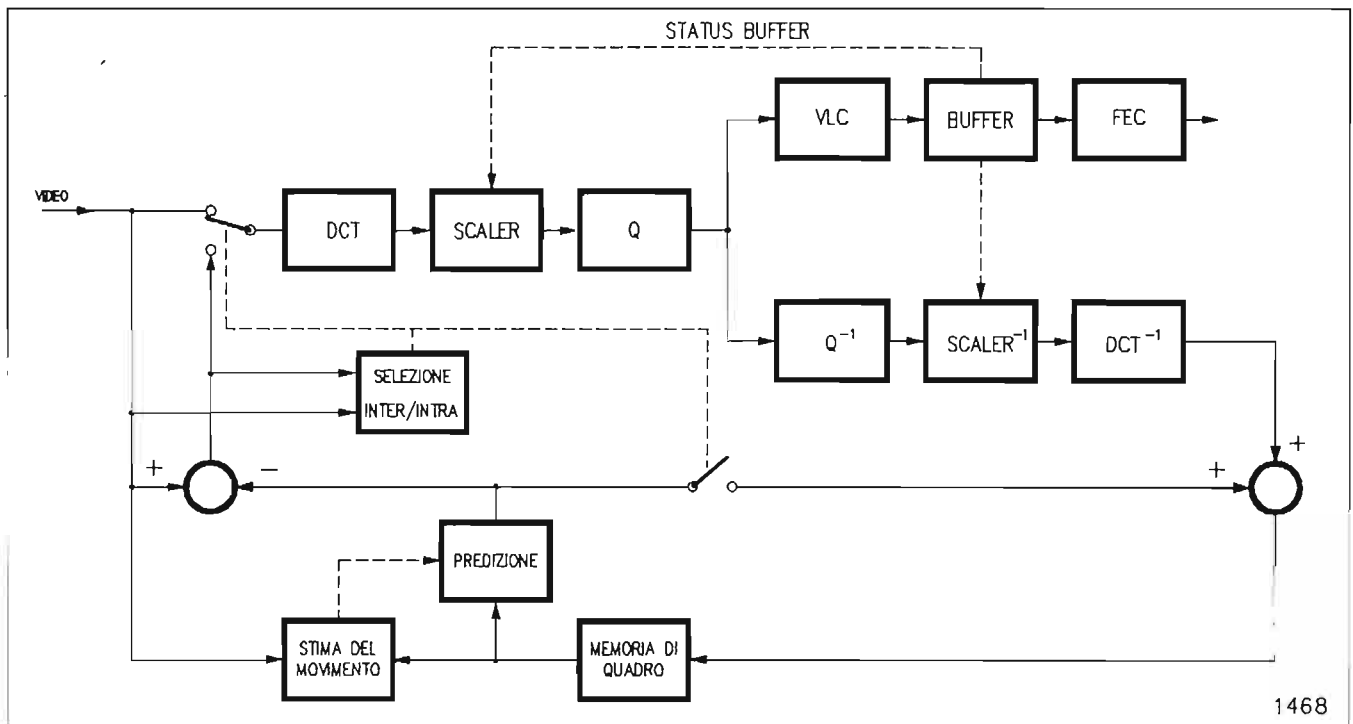 STATUS BUFFER
VLC
BUFFER
FEC
VIDEO
DCT
SCALER
Q
Q⁻¹
SCALER⁻¹
DCT⁻¹
SELEZIONE
INTER/INTRA
+
+
−
+
PREDIZIONE
STIMA DEL
MOVIMENTO
MEMORIA DI
QUADRO
1468